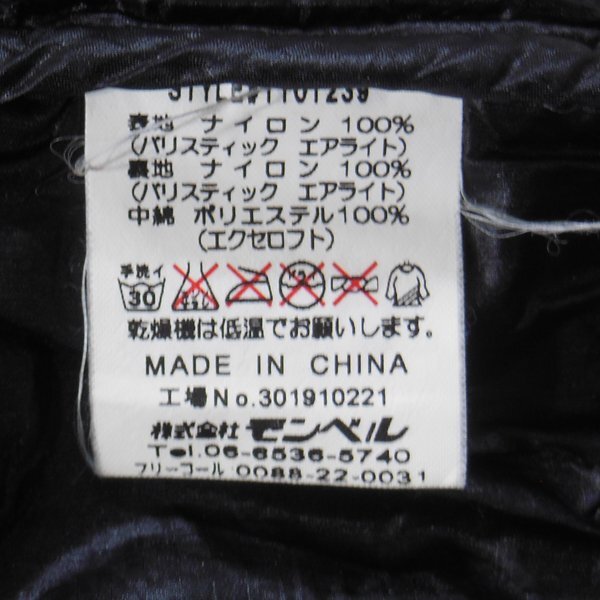 STYLE#1101239
表地 ナイロン 100%
(バリスティック エアライト)
裏地 ナイロン 100%
(バリスティック エアライト)
中綿 ポリエステル100%
(エクセロフト)
手洗イ
30
乾燥機は低温でお願いします。
MADE IN CHINA
工場No.301910221
株式会社 モンベル
Tel.06-6536-5740
フリーコール 0088-22-0031